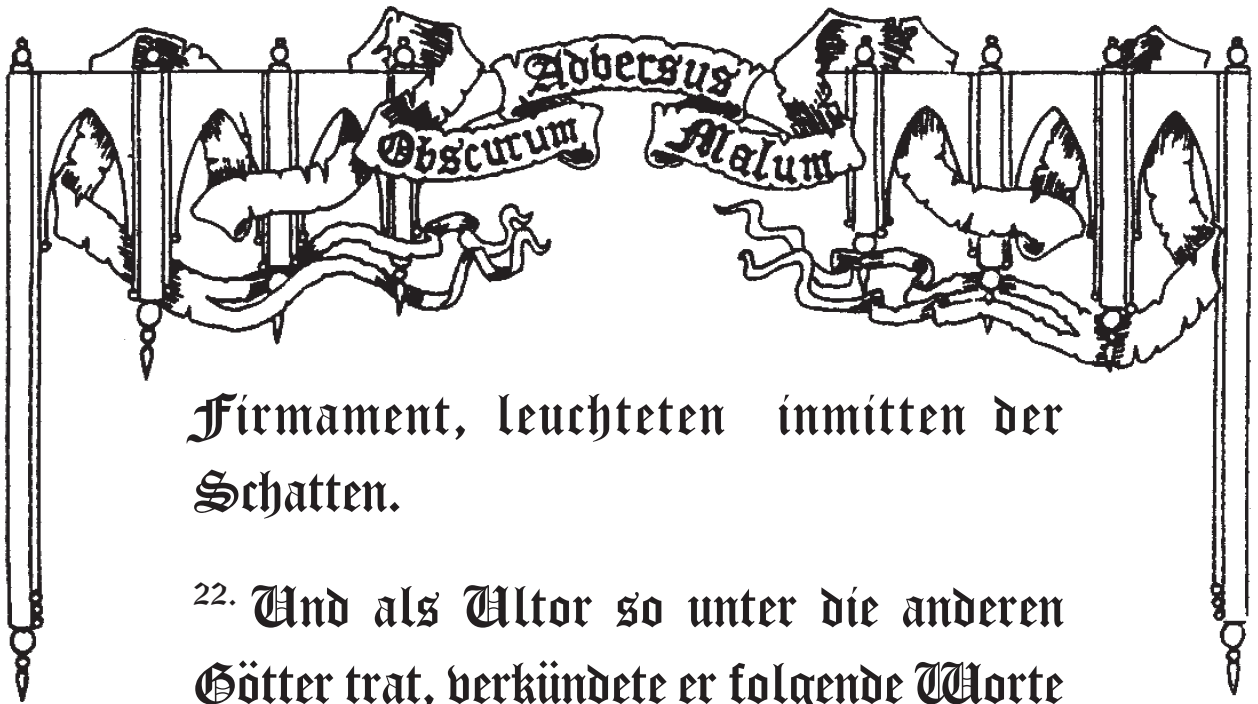 Adversus
Obscurum Malum
Firmament, leuchteten inmitten der
Schatten.
22. Und als Ultor so unter die anderen
Götter trat, verkündete er folgende Worte